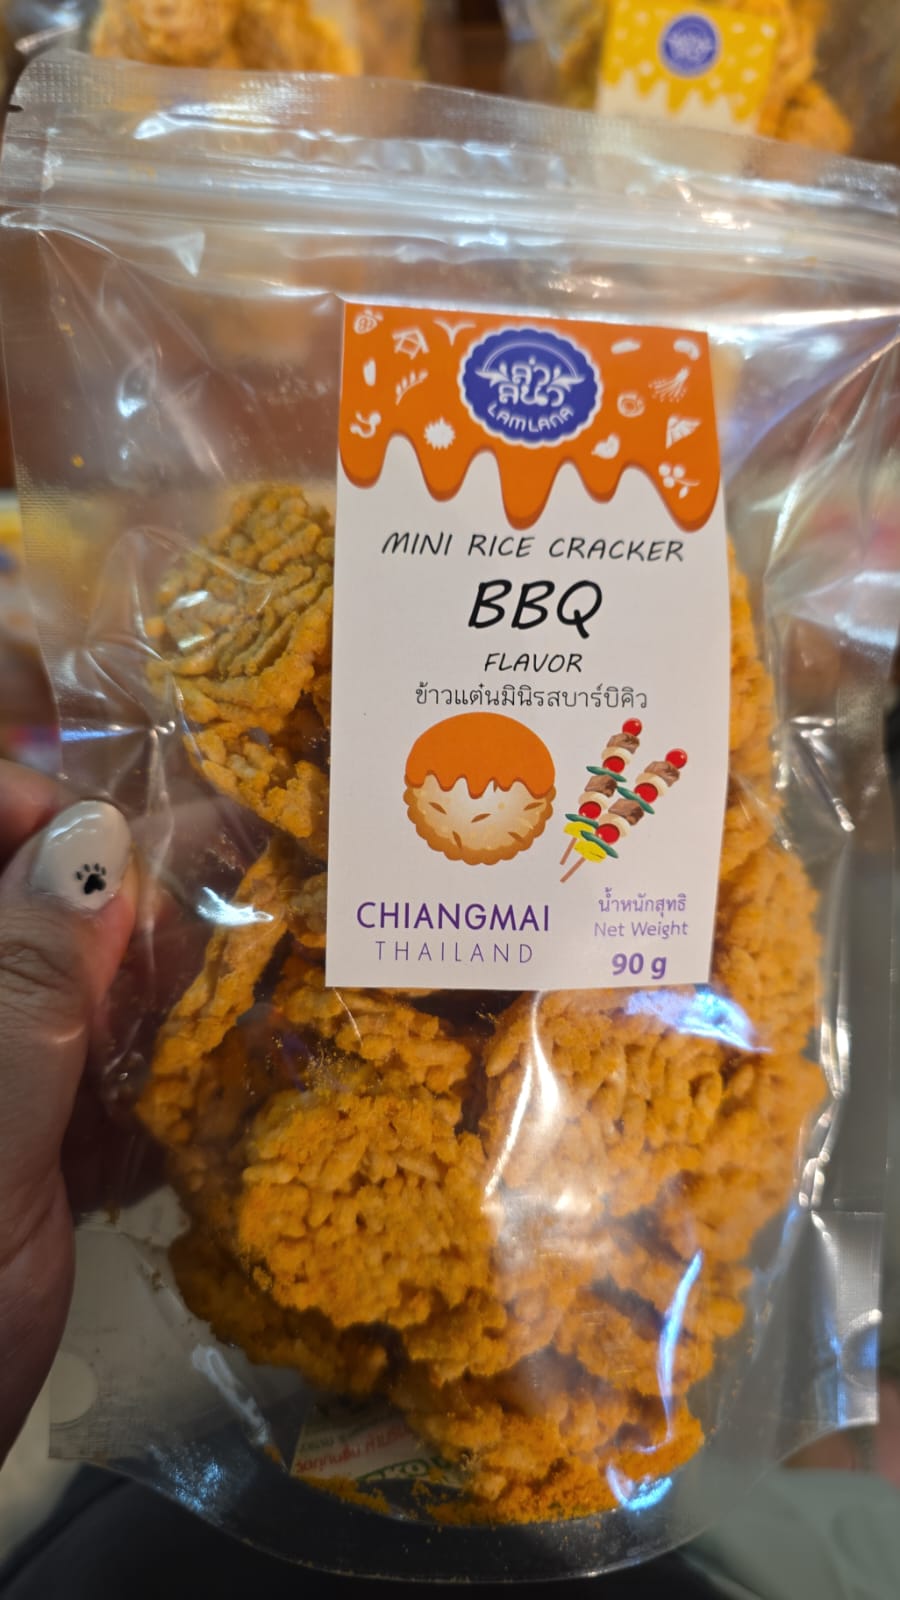 ลำ
ลนา
LAMLANA
MINI RICE CRACKER
BBQ
FLAVOR
ข้าวแต๋นมินิรสบาร์บิคิว
CHIANGMAI
THAILAND
น้ำหนักสุทธิ
Net Weight
90 g